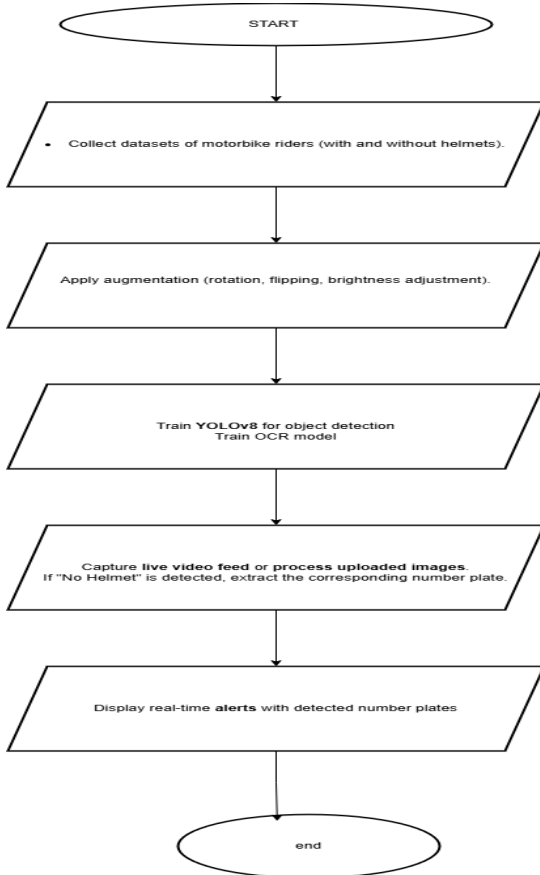 START
• Collect datasets of motorbike riders (with and without helmets).
Apply augmentation (rotation, flipping, brightness adjustment).
Train YOLOv8 for object detection
Train OCR model
Capture live video feed or process uploaded images.
If "No Helmet" is detected, extract the corresponding number plate.
Display real-time alerts with detected number plates
end